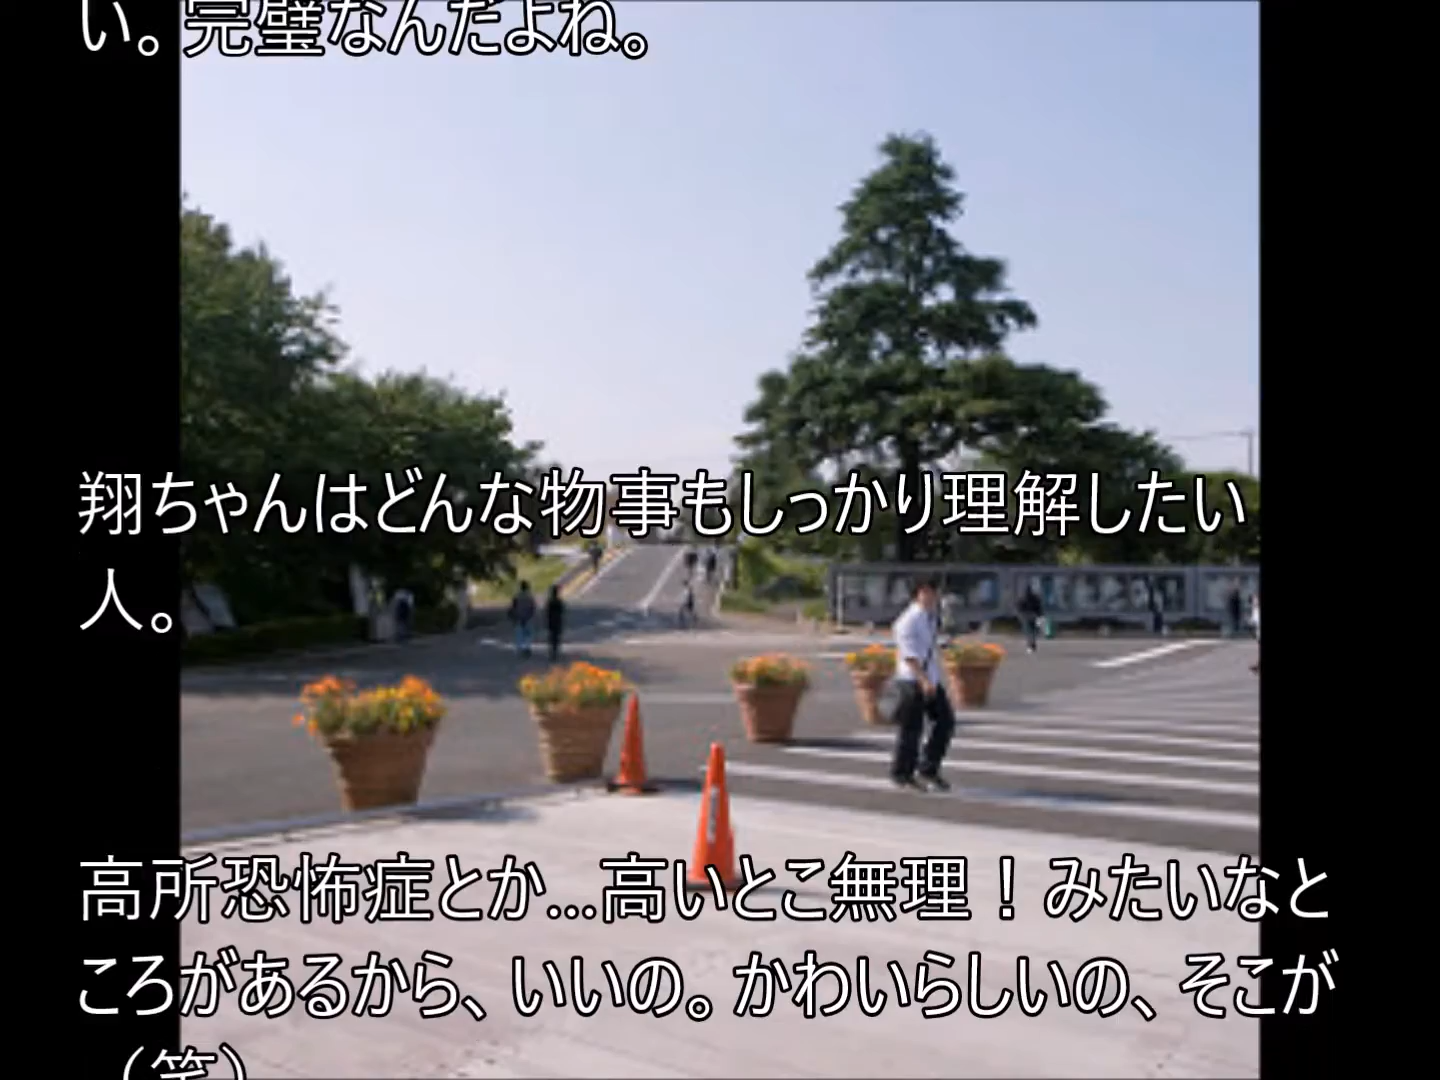 い。完璧なんだよね。
翔ちゃんはどんな物事もしっかり理解したい
人。
高所恐怖症とか...高いとこ無理！みたいなと
ころがあるから、いいの。かわいらしいの、そこが
（笑）